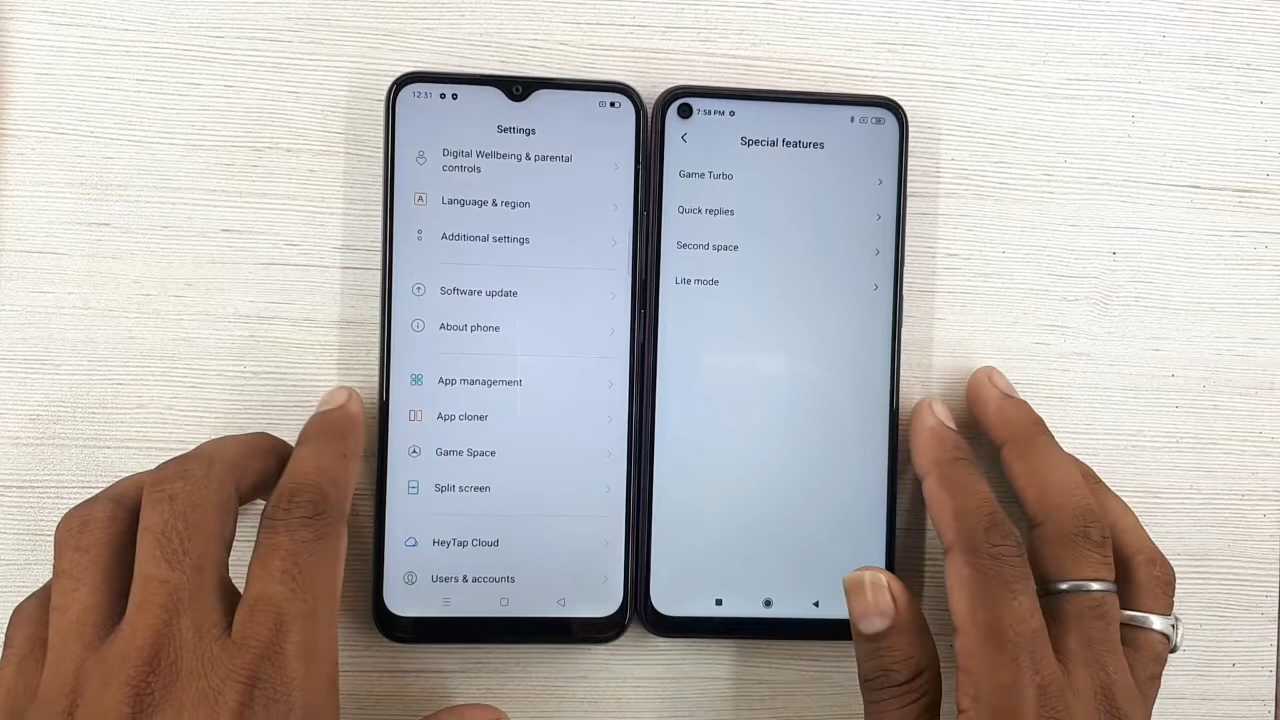 12:31
Settings
Digital Wellbeing & parental
controls
Language & region
A
Additional settings
Software update
About phone
App management
App cloner
Game Space
Split screen
HeyTap Cloud
Users & accounts
7:58 PM
Special features
Game Turbo
Quick replies
Second space
Lite mode